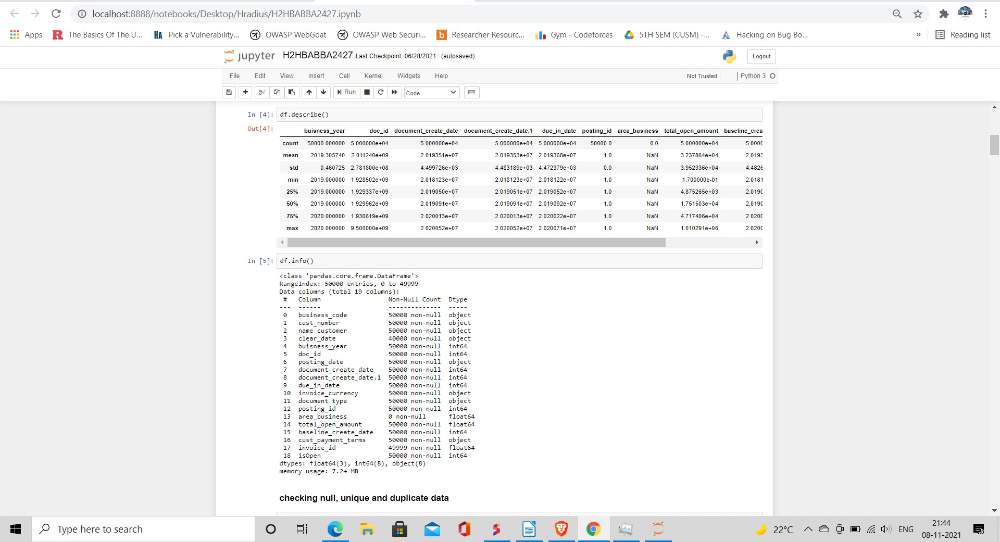 localhost:8888/notebooks/Desktop/Hradius/H2HBABBA2427.ipynb
Apps The Basics Of The U... HA Pick a Vulnerability... OWASP WebGoat OWASP Web Securi... b Researcher Resourc... Gym - Codeforces 5TH SEM (CUSM) -... Hacking on Bug Bo... » Reading list
jupyter H2HBABBA2427 Last Checkpoint: 06/28/2021 (autosaved) Logout
File Edit View Insert Cell Kernel Widgets Help Not Trusted Python 3
Run Code
In [4]: df.describe()
Out[4]:
buisness_year doc_id document_create_date document_create_date.1 due_in_date posting_id area_business total_open_amount baseline_crea
count 50000.000000 5.000000e+04 5.000000e+04 5.000000e+04 5.000000e+04 50000.0 0.0 5.000000e+04 5.0000
mean 2019.305740 2.011240e+09 2.019351e+07 2.019353e+07 2.019368e+07 1.0 NaN 3.237864e+04 2.0193
std 0.460725 2.781800e+08 4.499726e+03 4.483189e+03 4.472379e+03 0.0 NaN 3.952336e+04 4.4826
min 2019.000000 1.928502e+09 2.018123e+07 2.018123e+07 2.018122e+07 1.0 NaN 1.700000e-01 2.0181
25% 2019.000000 1.929337e+09 2.019050e+07 2.019051e+07 2.019052e+07 1.0 NaN 4.875265e+03 2.0190
50% 2019.000000 1.929962e+09 2.019091e+07 2.019091e+07 2.019092e+07 1.0 NaN 1.751503e+04 2.0190
75% 2020.000000 1.930619e+09 2.020013e+07 2.020013e+07 2.020022e+07 1.0 NaN 4.717406e+04 2.0200
max 2020.000000 9.500000e+09 2.020052e+07 2.020052e+07 2.020071e+07 1.0 NaN 1.010291e+06 2.0200
In [5]: df.info()
<class 'pandas.core.frame.DataFrame'>
RangeIndex: 50000 entries, 0 to 49999
Data columns (total 19 columns):
# Column Non-Null Count Dtype
--- ------ -------------- -----
0 business_code 50000 non-null object
1 cust_number 50000 non-null object
2 name_customer 50000 non-null object
3 clear_date 40000 non-null object
4 buisness_year 50000 non-null int64
5 doc_id 50000 non-null int64
6 posting_date 50000 non-null object
7 document_create_date 50000 non-null int64
8 document_create_date.1 50000 non-null int64
9 due_in_date 50000 non-null int64
10 invoice_currency 50000 non-null object
11 document type 50000 non-null object
12 posting_id 50000 non-null int64
13 area_business 0 non-null float64
14 total_open_amount 50000 non-null float64
15 baseline_create_date 50000 non-null int64
16 cust_payment_terms 50000 non-null object
17 invoice_id 49999 non-null float64
18 isOpen 50000 non-null int64
dtypes: float64(3), int64(8), object(8)
memory usage: 7.2+ MB
checking null, unique and duplicate data
Type here to search 22°C ENG 21:44
08-11-2021